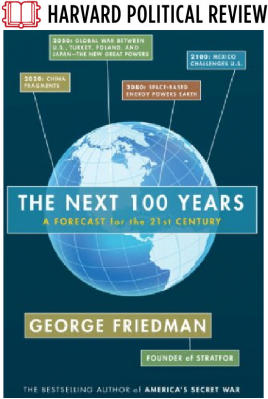 HARVARD POLITICAL REVIEW
2050: GLOBAL WAR BETWEEN
U.S., TURKEY, POLAND, AND
JAPAN—THE NEW GREAT POWERS
2100: MEXICO
CHALLENGES U.S.
2020: CHINA
FRAGMENTS
2080: SPACE-BASED
ENERGY POWERS EARTH
THE NEXT 100 YEARS
A FORECAST for the 21ST CENTURY
GEORGE FRIEDMAN
FOUNDER of STRATFOR
THE BESTSELLING AUTHOR of AMERICA'S SECRET WAR